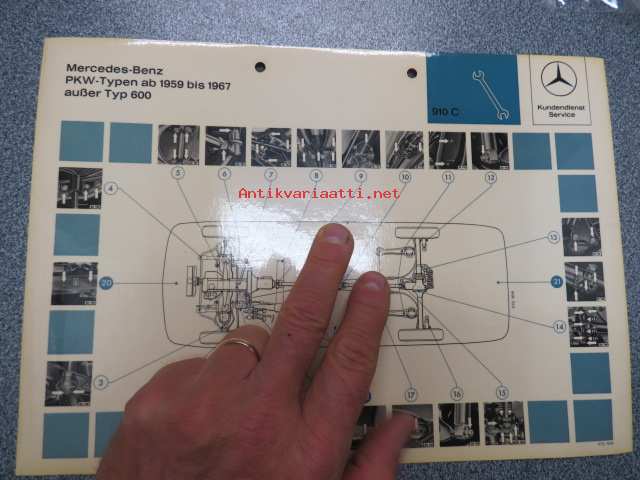 Mercedes-Benz
PKW-Typen ab 1959 bis 1967
außer Typ 600
910 C
Kundendienst
Service
Antikvariaatti.net
4
5
6
7
8
9
10
11
12
13
20
21
14
3
17
16
15